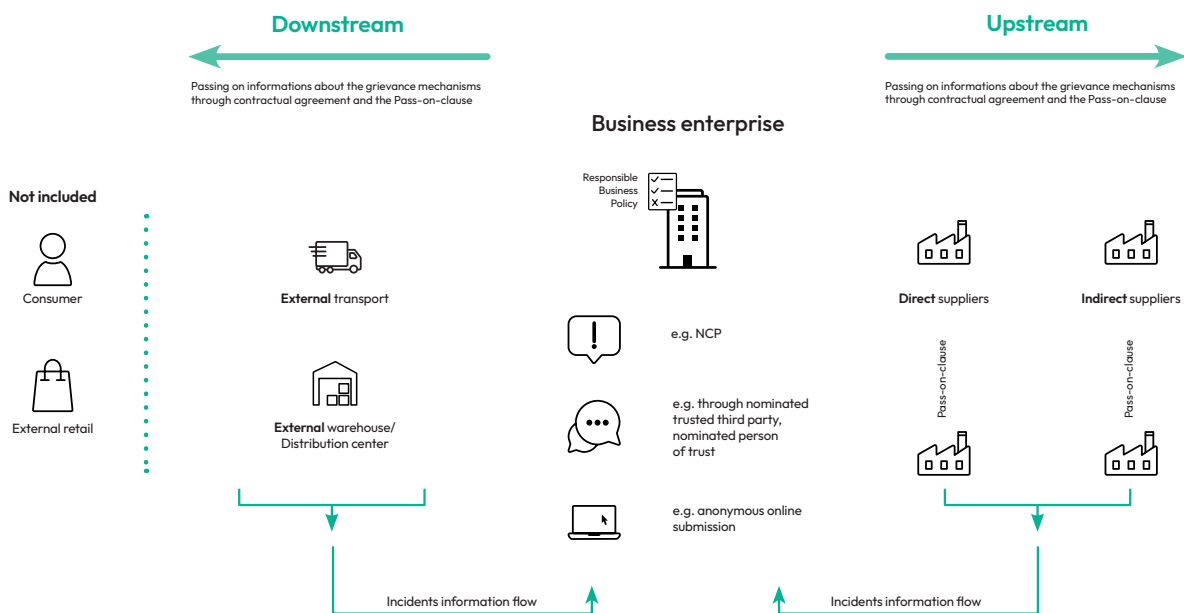 Downstream
Upstream
Passing on informations about the grievance mechanisms
through contractual agreement and the Pass-on-clause
Passing on informations about the grievance mechanisms
through contractual agreement and the Pass-on-clause
Business enterprise
Responsible
Business
Policy
Not included
Consumer
External transport
Direct suppliers
Indirect suppliers
e.g. NCP
Pass-on-clause
Pass-on-clause
External retail
External warehouse/
Distribution center
e.g. through nominated
trusted third party,
nominated person
of trust
e.g. anonymous online
submission
Incidents information flow
Incidents information flow